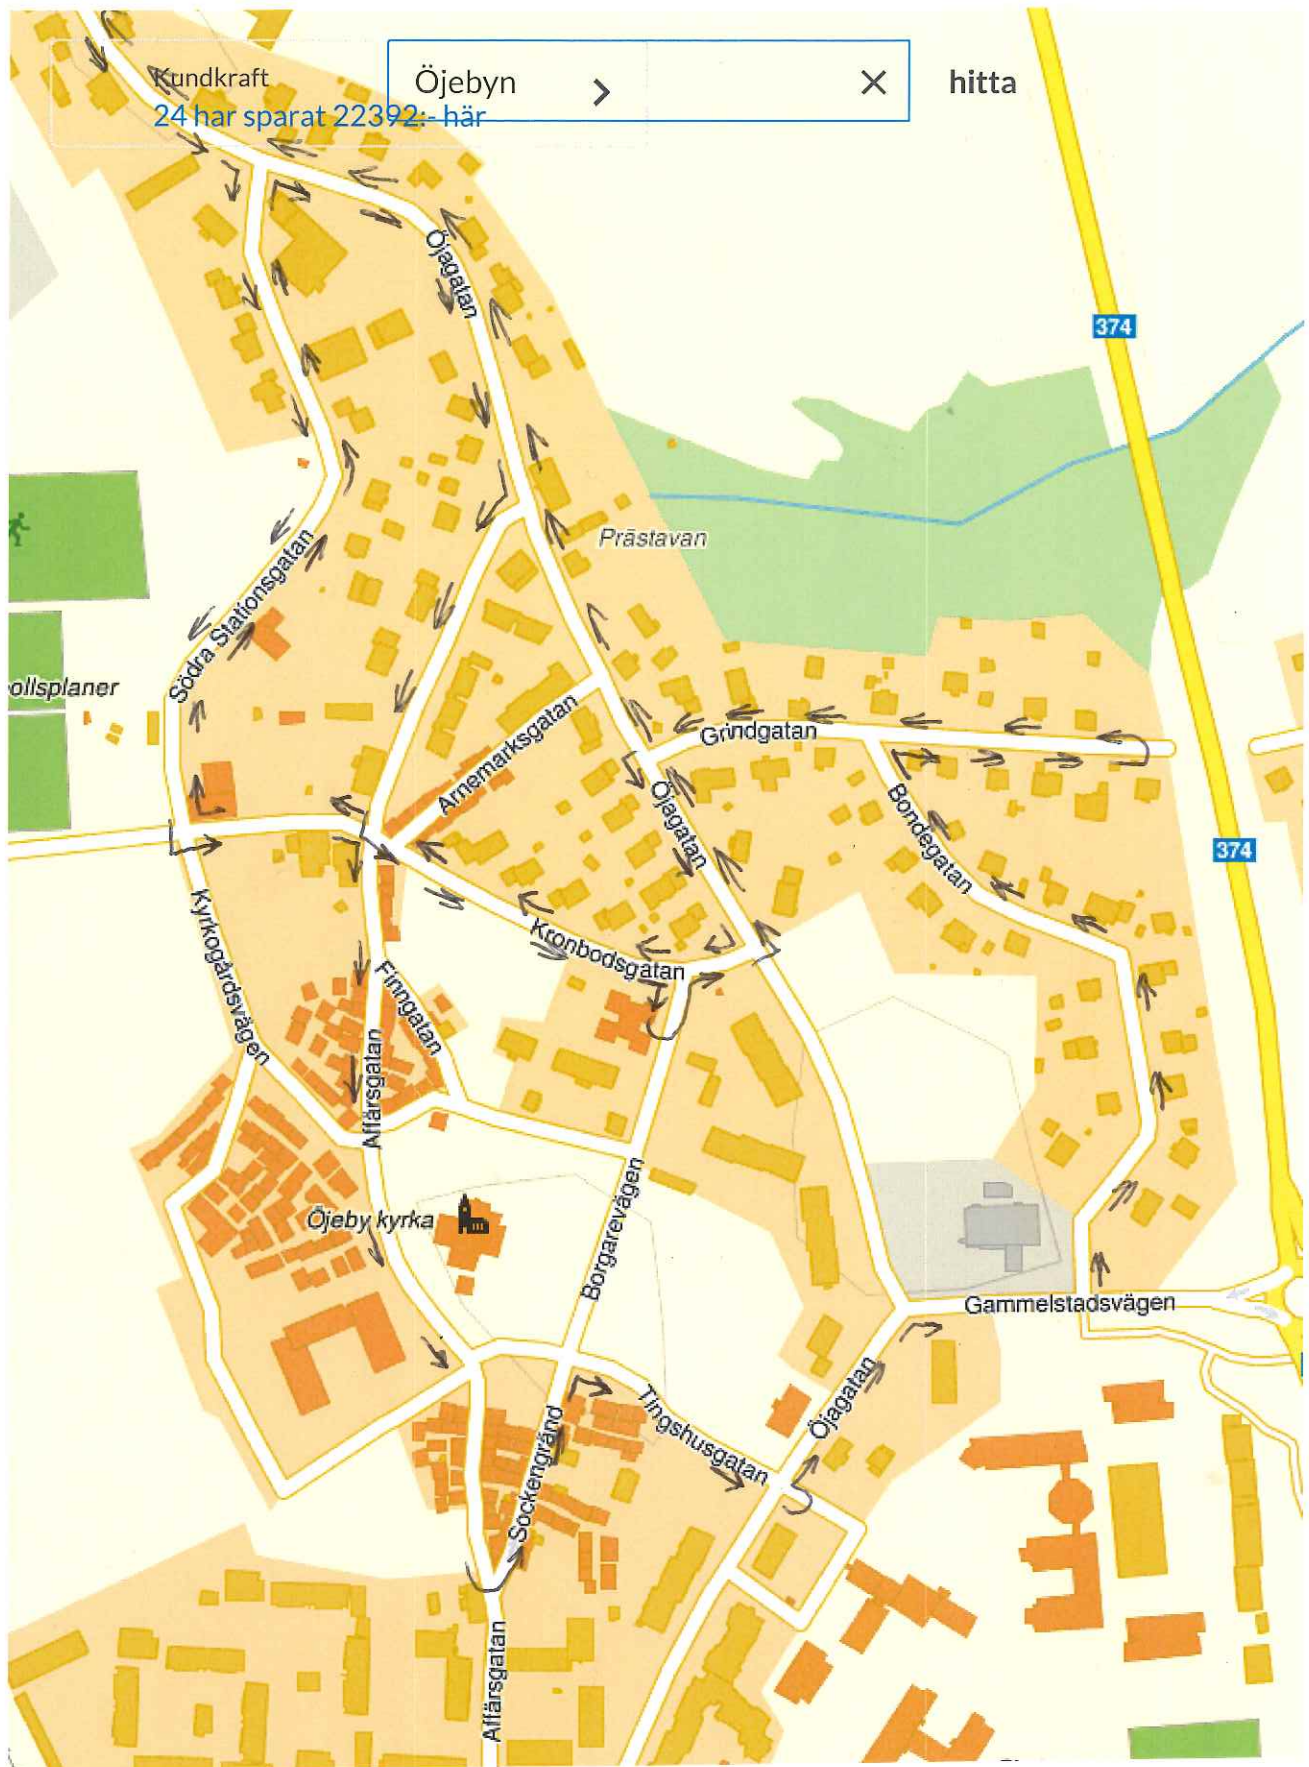 Kundkraft
24 har sparat 22392:- här
Öjebyn
hitta
Öjagatan
374
Prästavan
Södra Stationsgatan
ollsplaner
Arnemarksgatan
Grindgatan
Öjagatan
Bondegatan
374
Kyrkogårdsvägen
Kronbodsgatan
Finngatan
Affärsgatan
Öjeby kyrka
Borgarevägen
Gammelstadsvägen
Öjagatan
Tingshusgatan
Sockengränd
Affärsgatan